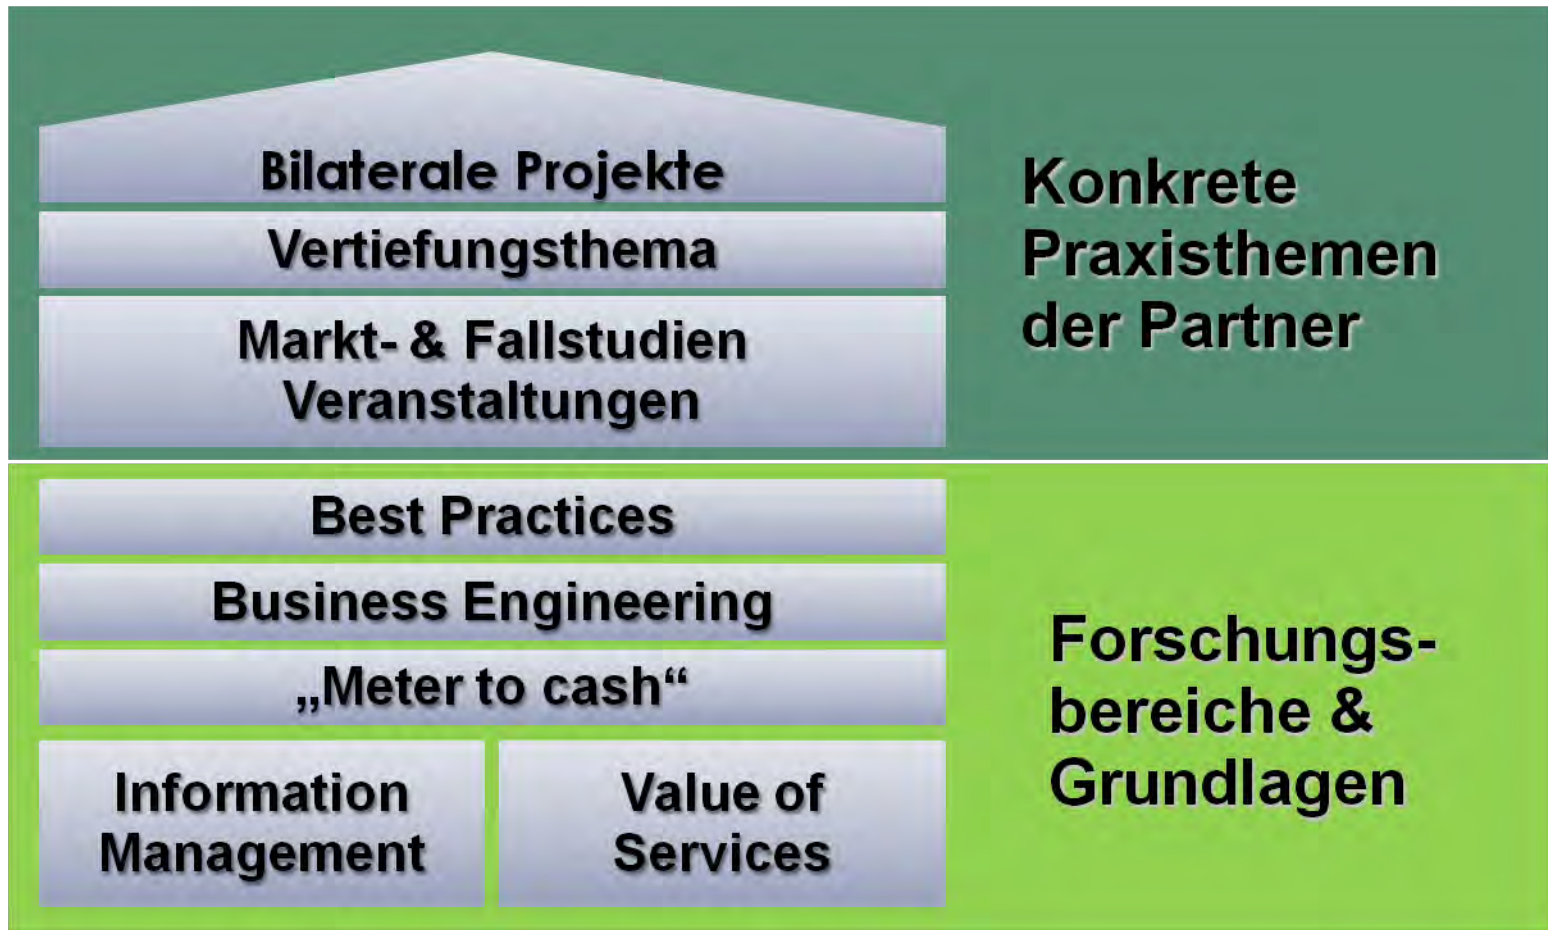 Bilaterale Projekte
Vertiefungsthema
Markt- & Fallstudien
Veranstaltungen
Konkrete
Praxisthemen
der Partner
Best Practices
Business Engineering
„Meter to cash“
Information
Management
Value of
Services
Forschungs-
bereiche &
Grundlagen